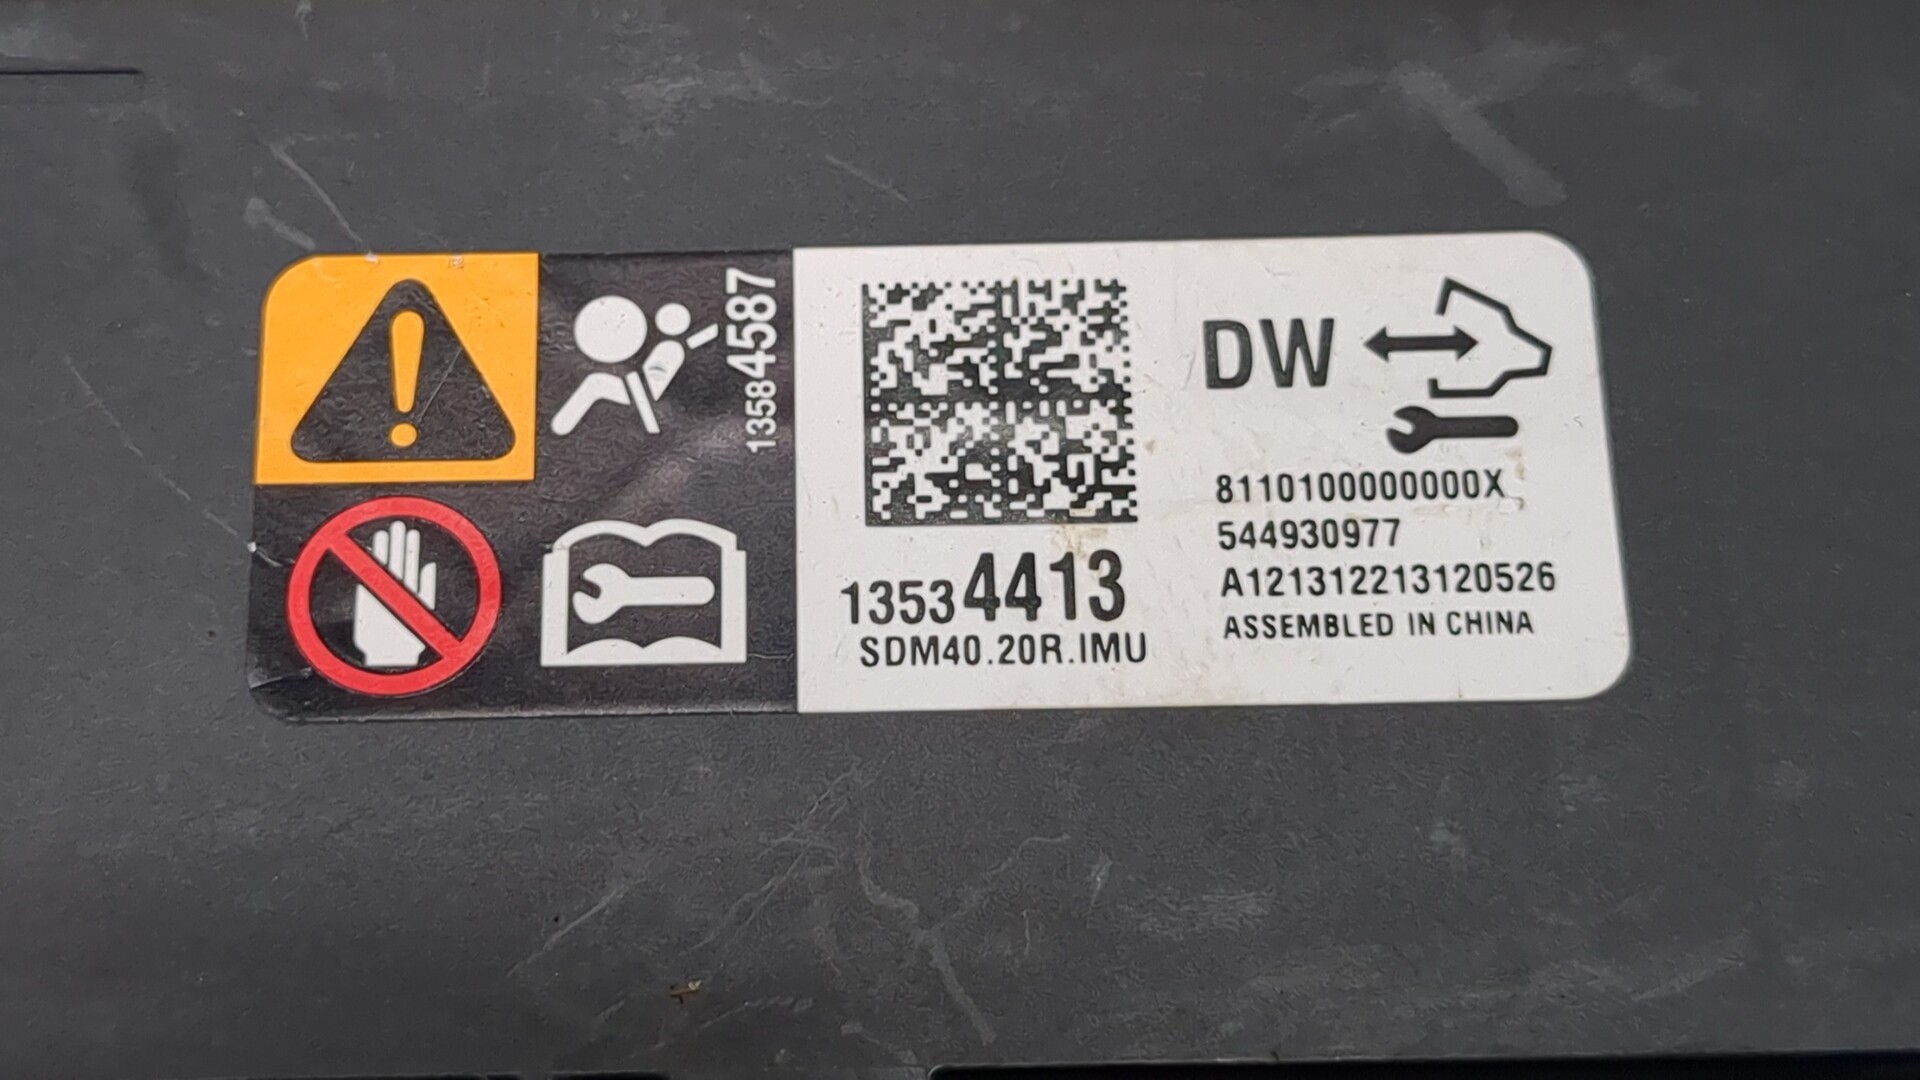 13584587
13534413
SDM40.20R.IMU
DW
8110100000000X
544930977
A121312213120526
ASSEMBLED IN CHINA